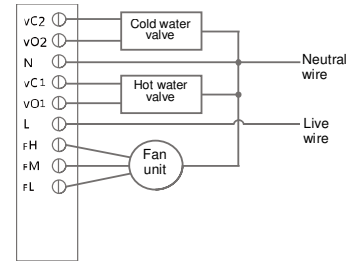 VC2
VO2
N
VC1
VO1
L
FH
FM
FL
Cold water
valve
Hot water
valve
Fan
unit
Neutral
wire
Live
wire